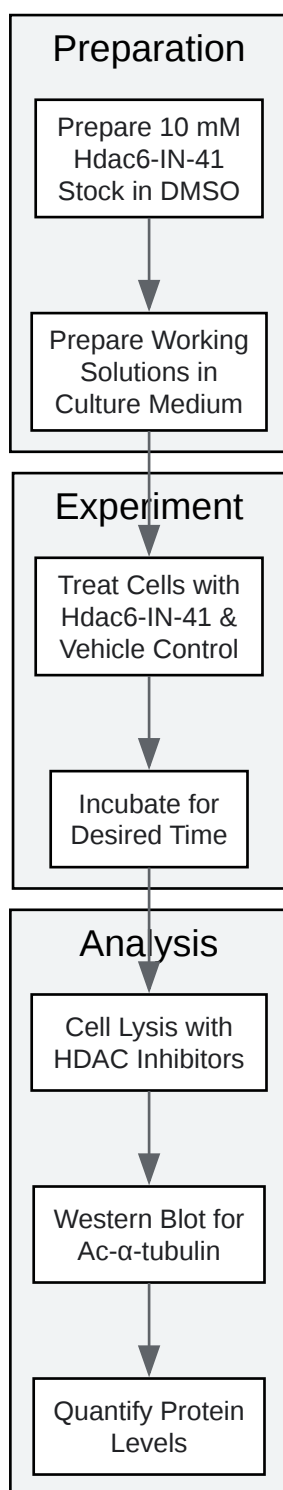 Preparation
Prepare 10 mM
Hdac6-IN-41
Stock in DMSO
Prepare Working
Solutions in
Culture Medium
Experiment
Treat Cells with
Hdac6-IN-41 &
Vehicle Control
Incubate for
Desired Time
Analysis
Cell Lysis with
HDAC Inhibitors
Western Blot for
Ac-α-tubulin
Quantify Protein
Levels